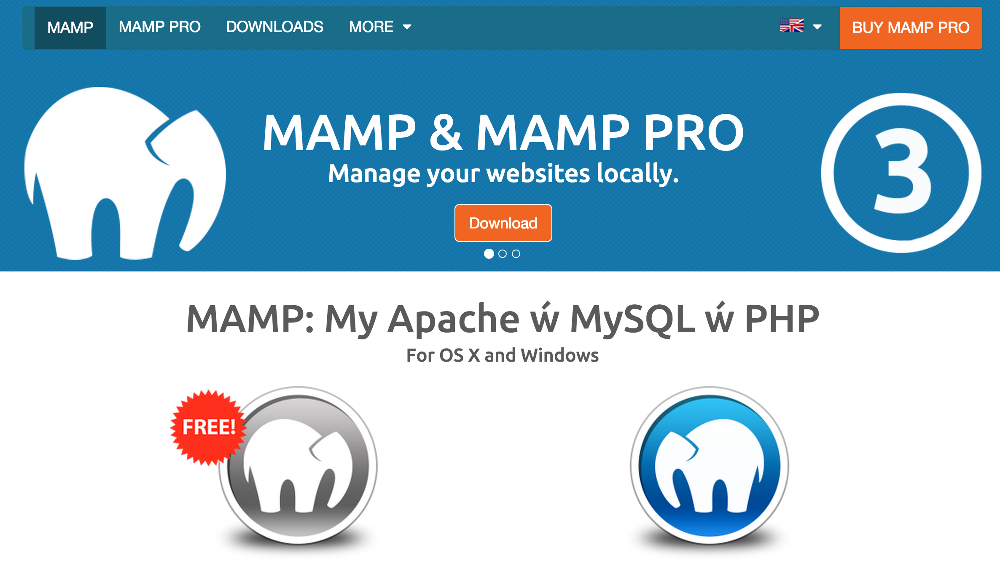 MAMP MAMP PRO DOWNLOADS MORE BUY MAMP PRO
MAMP & MAMP PRO
Manage your websites locally.
3
Download
MAMP: My Apache ẃ MySQL ẃ PHP
For OS X and Windows
FREE!